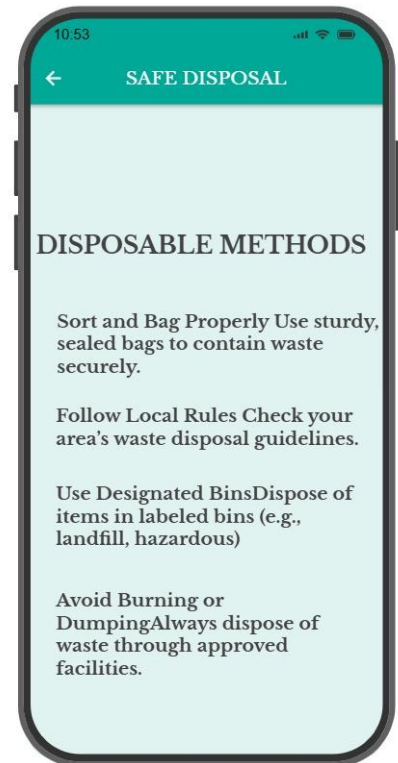 10:53
SAFE DISPOSAL
DISPOSABLE METHODS
Sort and Bag Properly Use sturdy,
sealed bags to contain waste
securely.
Follow Local Rules Check your
area's waste disposal guidelines.
Use Designated BinsDispose of
items in labeled bins (e.g.,
landfill, hazardous)
Avoid Burning or
DumpingAlways dispose of
waste through approved
facilities.